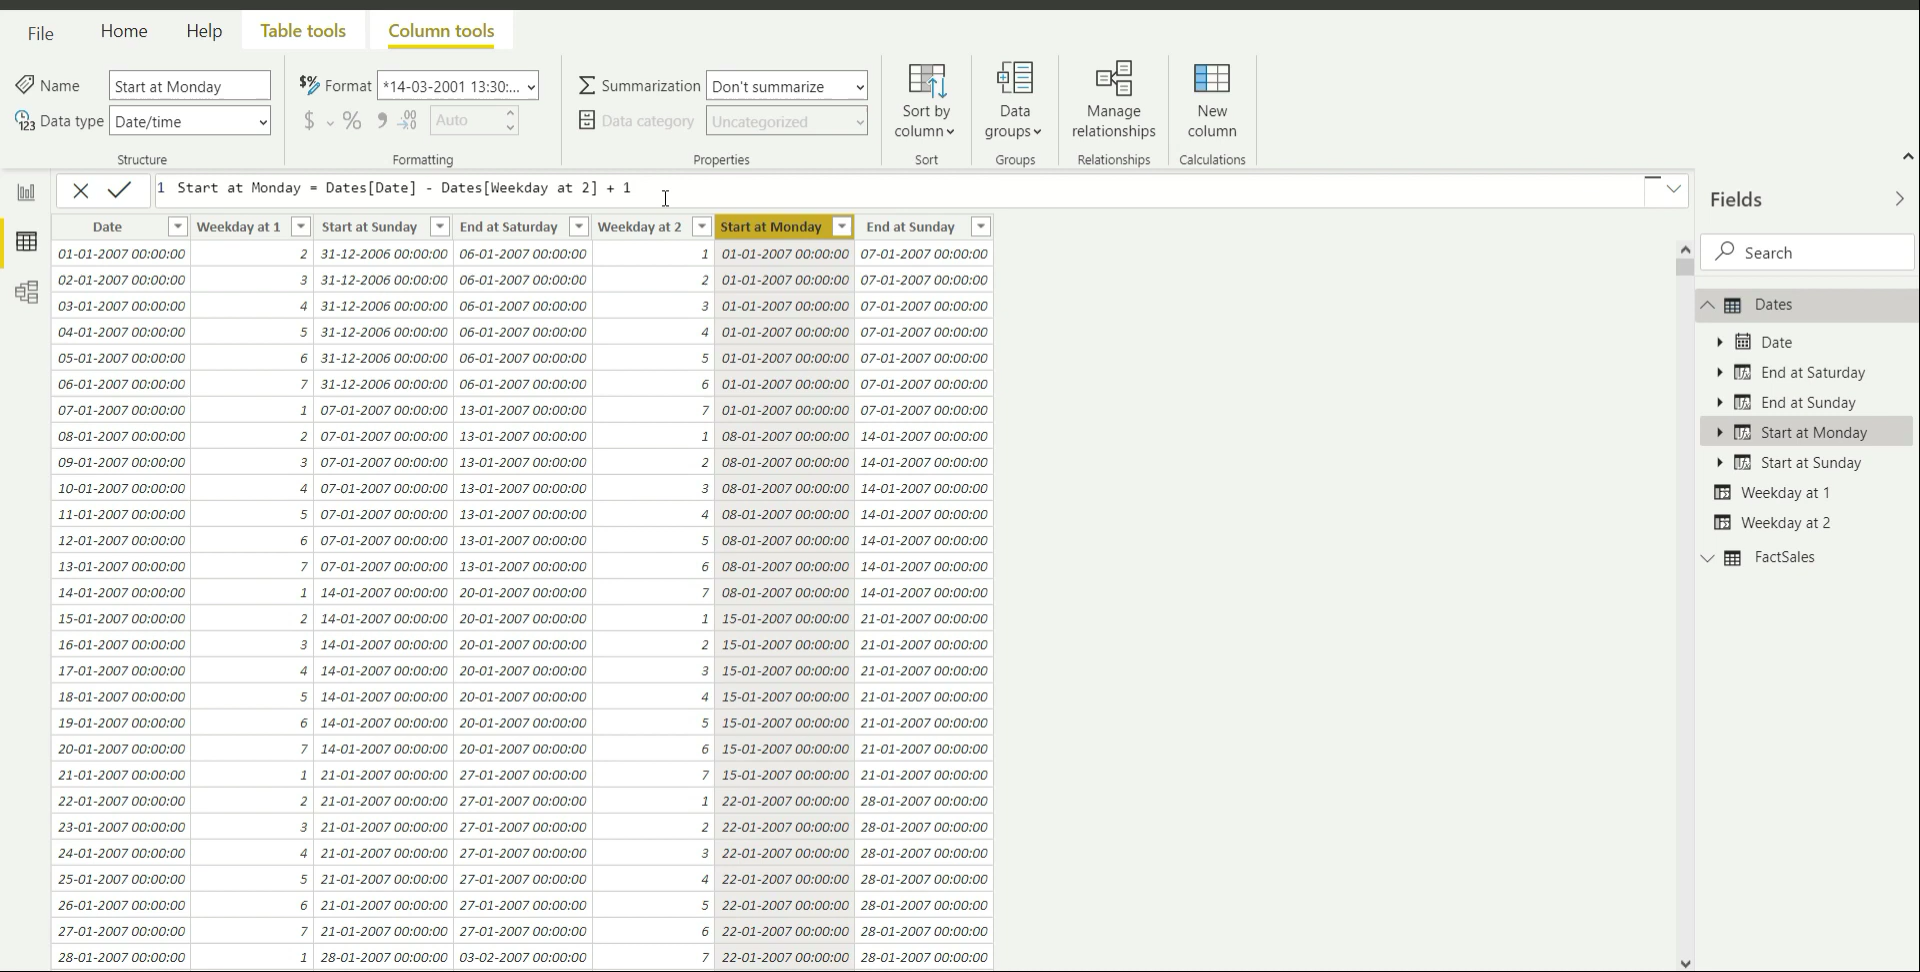 File Home Help Table tools Column tools
Name Start at Monday $% Format *14-03-2001 13:30:... Summarization Don't summarize Sort by column Data groups Manage relationships New column
Data type Date/time $ % Auto Data category Uncategorized
Structure Formatting Properties Sort Groups Relationships Calculations
1 Start at Monday = Dates[Date] - Dates[Weekday at 2] + 1
Date Weekday at 1 Start at Sunday End at Saturday Weekday at 2 Start at Monday End at Sunday
01-01-2007 00:00:00 2 31-12-2006 00:00:00 06-01-2007 00:00:00 1 01-01-2007 00:00:00 07-01-2007 00:00:00
02-01-2007 00:00:00 3 31-12-2006 00:00:00 06-01-2007 00:00:00 2 01-01-2007 00:00:00 07-01-2007 00:00:00
03-01-2007 00:00:00 4 31-12-2006 00:00:00 06-01-2007 00:00:00 3 01-01-2007 00:00:00 07-01-2007 00:00:00
04-01-2007 00:00:00 5 31-12-2006 00:00:00 06-01-2007 00:00:00 4 01-01-2007 00:00:00 07-01-2007 00:00:00
05-01-2007 00:00:00 6 31-12-2006 00:00:00 06-01-2007 00:00:00 5 01-01-2007 00:00:00 07-01-2007 00:00:00
06-01-2007 00:00:00 7 31-12-2006 00:00:00 06-01-2007 00:00:00 6 01-01-2007 00:00:00 07-01-2007 00:00:00
07-01-2007 00:00:00 1 07-01-2007 00:00:00 13-01-2007 00:00:00 7 01-01-2007 00:00:00 07-01-2007 00:00:00
08-01-2007 00:00:00 2 07-01-2007 00:00:00 13-01-2007 00:00:00 1 08-01-2007 00:00:00 14-01-2007 00:00:00
09-01-2007 00:00:00 3 07-01-2007 00:00:00 13-01-2007 00:00:00 2 08-01-2007 00:00:00 14-01-2007 00:00:00
10-01-2007 00:00:00 4 07-01-2007 00:00:00 13-01-2007 00:00:00 3 08-01-2007 00:00:00 14-01-2007 00:00:00
11-01-2007 00:00:00 5 07-01-2007 00:00:00 13-01-2007 00:00:00 4 08-01-2007 00:00:00 14-01-2007 00:00:00
12-01-2007 00:00:00 6 07-01-2007 00:00:00 13-01-2007 00:00:00 5 08-01-2007 00:00:00 14-01-2007 00:00:00
13-01-2007 00:00:00 7 07-01-2007 00:00:00 13-01-2007 00:00:00 6 08-01-2007 00:00:00 14-01-2007 00:00:00
14-01-2007 00:00:00 1 14-01-2007 00:00:00 20-01-2007 00:00:00 7 08-01-2007 00:00:00 14-01-2007 00:00:00
15-01-2007 00:00:00 2 14-01-2007 00:00:00 20-01-2007 00:00:00 1 15-01-2007 00:00:00 21-01-2007 00:00:00
16-01-2007 00:00:00 3 14-01-2007 00:00:00 20-01-2007 00:00:00 2 15-01-2007 00:00:00 21-01-2007 00:00:00
17-01-2007 00:00:00 4 14-01-2007 00:00:00 20-01-2007 00:00:00 3 15-01-2007 00:00:00 21-01-2007 00:00:00
18-01-2007 00:00:00 5 14-01-2007 00:00:00 20-01-2007 00:00:00 4 15-01-2007 00:00:00 21-01-2007 00:00:00
19-01-2007 00:00:00 6 14-01-2007 00:00:00 20-01-2007 00:00:00 5 15-01-2007 00:00:00 21-01-2007 00:00:00
20-01-2007 00:00:00 7 14-01-2007 00:00:00 20-01-2007 00:00:00 6 15-01-2007 00:00:00 21-01-2007 00:00:00
21-01-2007 00:00:00 1 21-01-2007 00:00:00 27-01-2007 00:00:00 7 15-01-2007 00:00:00 21-01-2007 00:00:00
22-01-2007 00:00:00 2 21-01-2007 00:00:00 27-01-2007 00:00:00 1 22-01-2007 00:00:00 28-01-2007 00:00:00
23-01-2007 00:00:00 3 21-01-2007 00:00:00 27-01-2007 00:00:00 2 22-01-2007 00:00:00 28-01-2007 00:00:00
24-01-2007 00:00:00 4 21-01-2007 00:00:00 27-01-2007 00:00:00 3 22-01-2007 00:00:00 28-01-2007 00:00:00
25-01-2007 00:00:00 5 21-01-2007 00:00:00 27-01-2007 00:00:00 4 22-01-2007 00:00:00 28-01-2007 00:00:00
26-01-2007 00:00:00 6 21-01-2007 00:00:00 27-01-2007 00:00:00 5 22-01-2007 00:00:00 28-01-2007 00:00:00
27-01-2007 00:00:00 7 21-01-2007 00:00:00 27-01-2007 00:00:00 6 22-01-2007 00:00:00 28-01-2007 00:00:00
28-01-2007 00:00:00 1 28-01-2007 00:00:00 03-02-2007 00:00:00 7 22-01-2007 00:00:00 28-01-2007 00:00:00
Fields
Search
Dates
Date
End at Saturday
End at Sunday
Start at Monday
Start at Sunday
Weekday at 1
Weekday at 2
FactSales